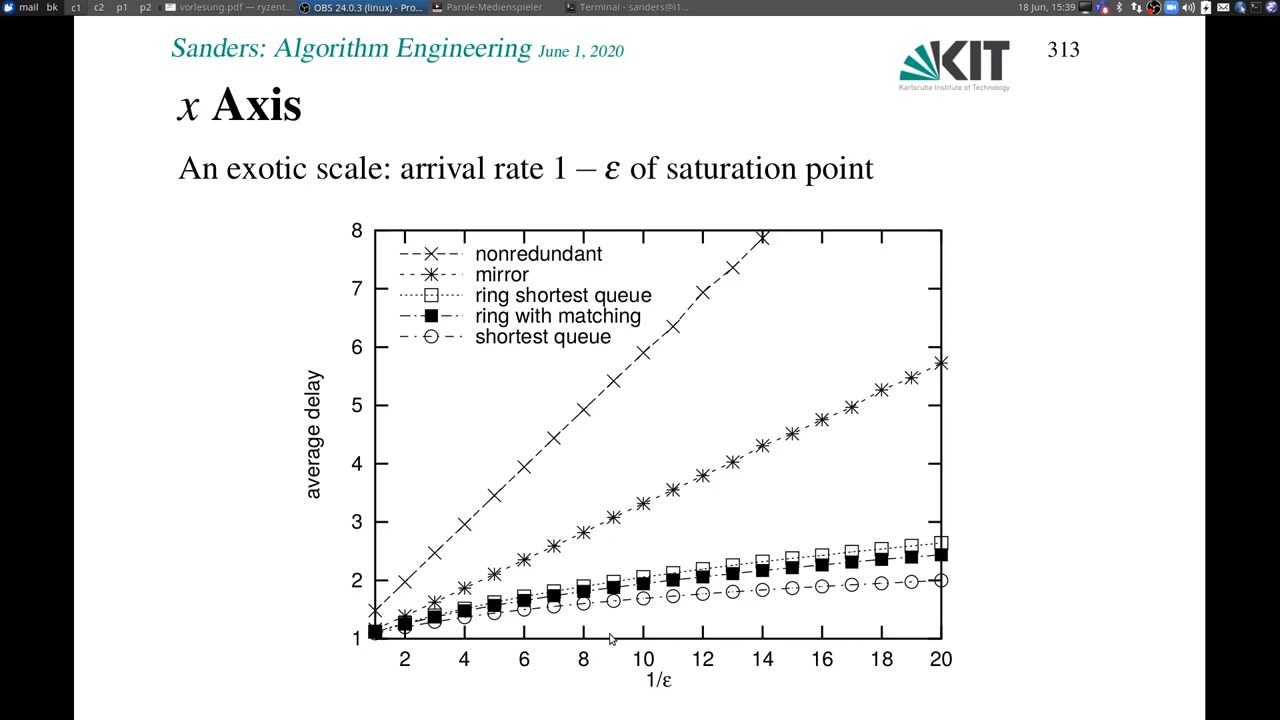 mail bk c1 c2 p1 p2 vorlesung.pdf — ryzent... OBS 24.0.3 (linux) - Pro... Parole-Medienspieler Terminal - sanders@i1... 18 Jun, 15:39
Sanders: Algorithm Engineering June 1, 2020
KIT
Karlsruhe Institute of Technology
313
x Axis
An exotic scale: arrival rate 1 − ε of saturation point
8
7
6
5
4
3
2
1
average delay
nonredundant
mirror
ring shortest queue
ring with matching
shortest queue
2 4 6 8 10 12 14 16 18 20
1/ε